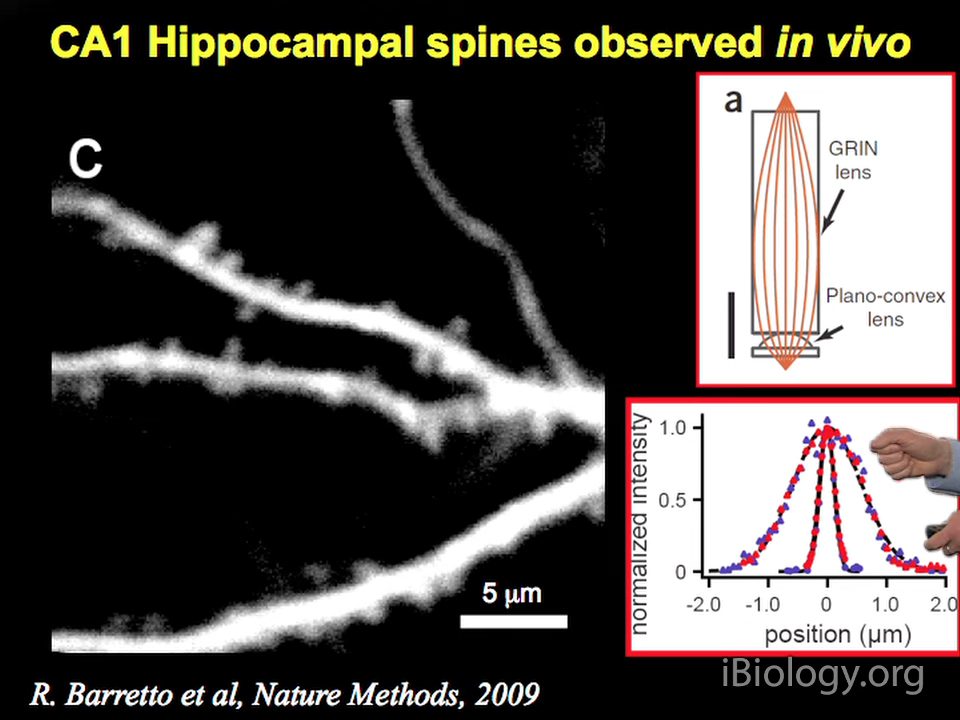 CA1 Hippocampal spines observed in vivo
C
a
GRIN
lens
Plano-convex
lens
5 μm
normalized intensity
1.0
0.5
0
-2.0 -1.0 0 1.0 2.0
position (μm)
iBiology.org
R. Barretto et al, Nature Methods, 2009